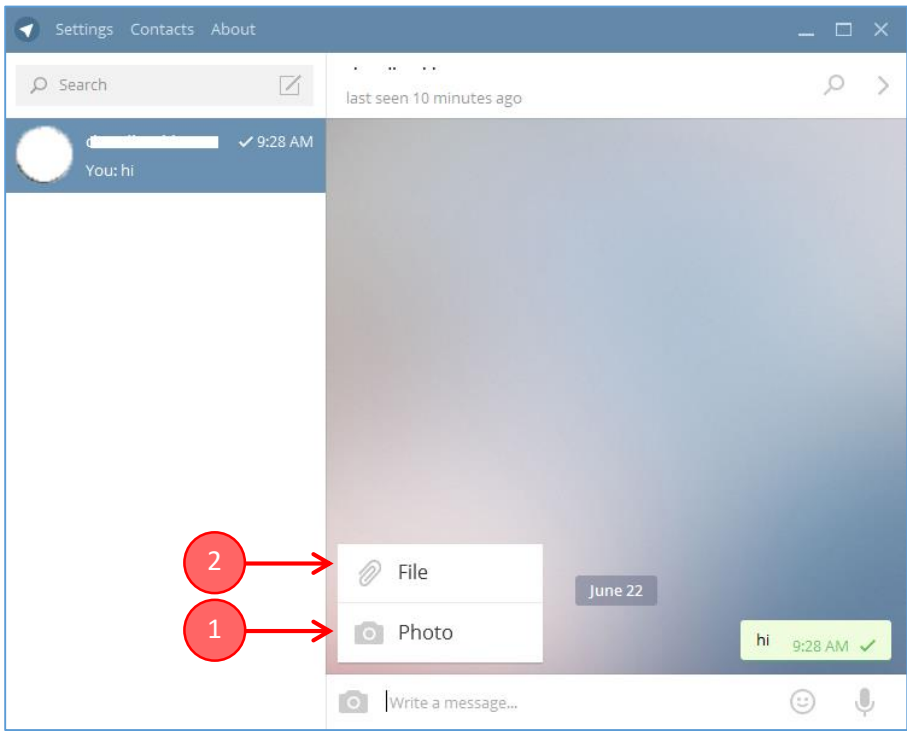 Settings Contacts About
Search
last seen 10 minutes ago
9:28 AM
You: hi
2
File
June 22
1
Photo
hi 9:28 AM
Write a message...